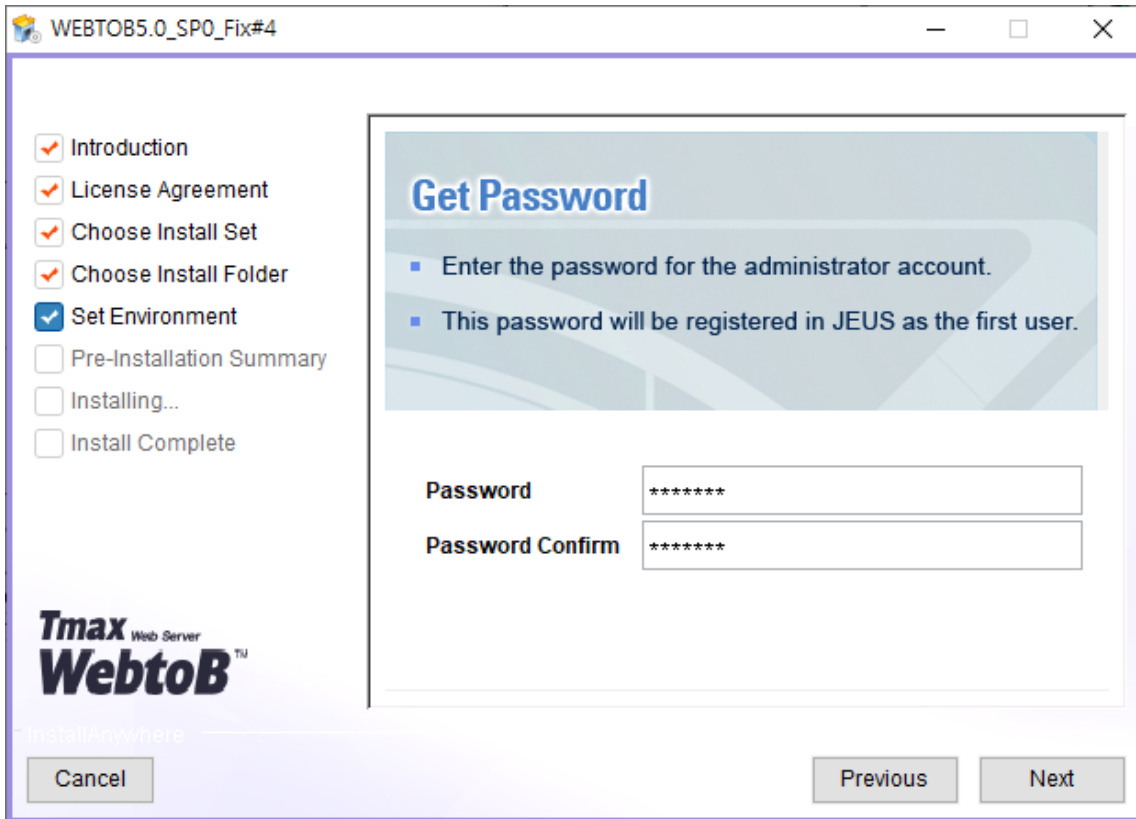 WEBTOB5.0_SP0_Fix#4
Introduction
License Agreement
Choose Install Set
Choose Install Folder
Set Environment
Pre-Installation Summary
Installing...
Install Complete
Get Password
Enter the password for the administrator account.
This password will be registered in JEUS as the first user.
Password *******
Password Confirm *******
Tmax Web Server
WebtoB™
InstallAnywhere
Cancel Previous Next